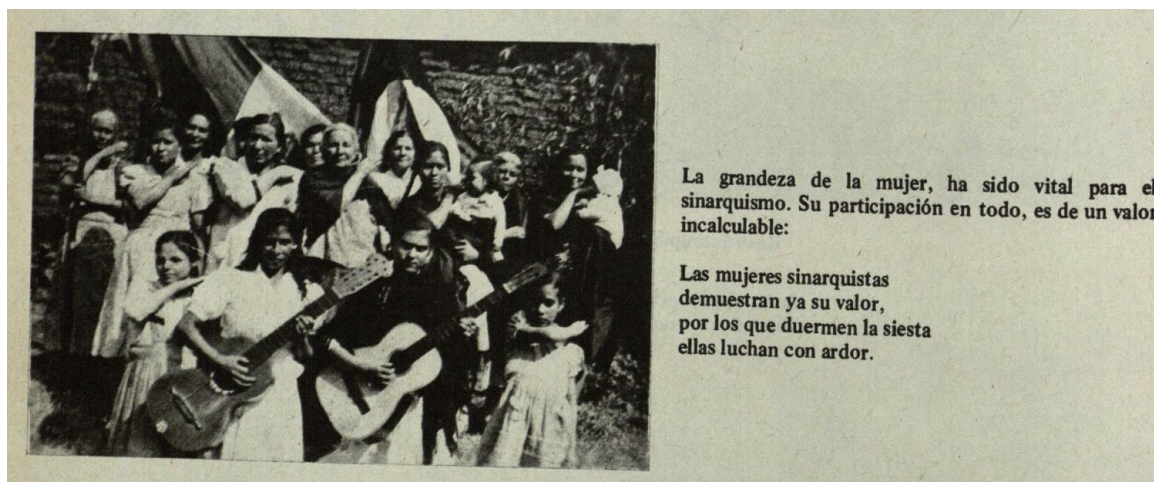 La grandeza de la mujer, ha sido vital para el
sinarquismo. Su participación en todo, es de un valor
incalculable:
Las mujeres sinarquistas
demuestran ya su valor,
por los que duermen la siesta
ellas luchan con ardor.